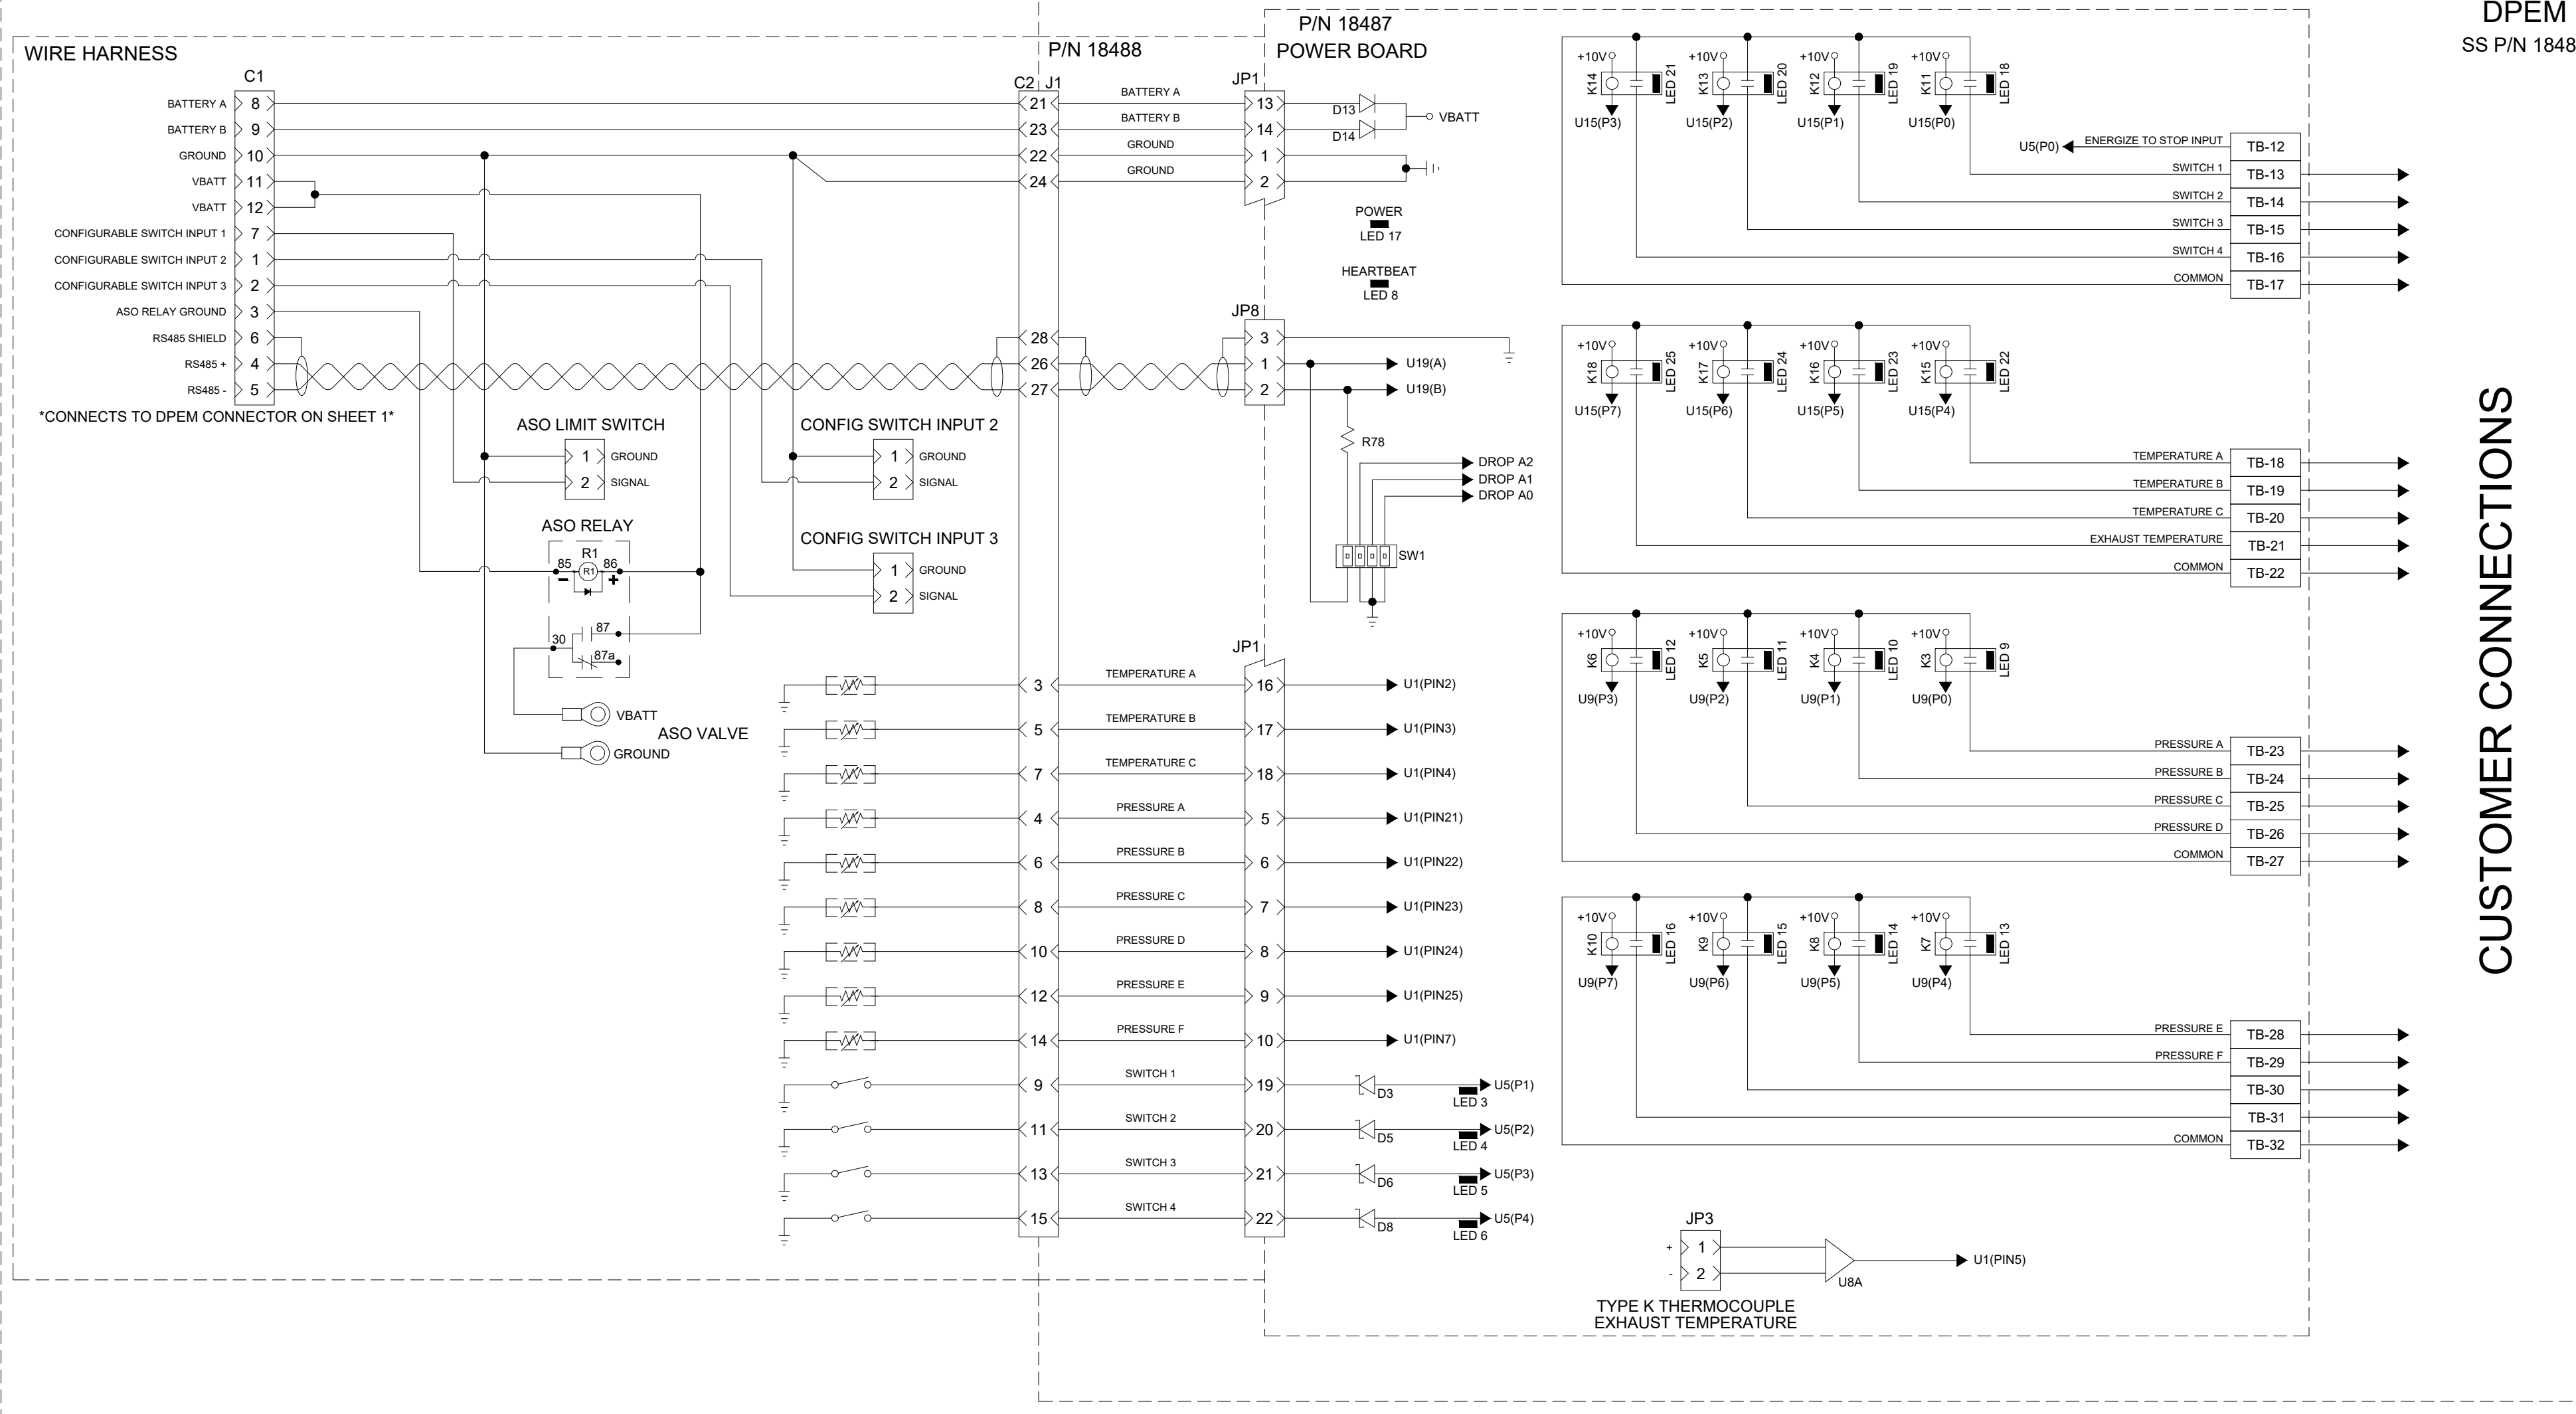 DPEM
SS P/N 1848
WIRE HARNESS
P/N 18488
P/N 18487
POWER BOARD
C1
BATTERY A 8
BATTERY B 9
GROUND 10
VBATT 11
VBATT 12
CONFIGURABLE SWITCH INPUT 1 7
CONFIGURABLE SWITCH INPUT 2 1
CONFIGURABLE SWITCH INPUT 3 2
ASO RELAY GROUND 3
RS485 SHIELD 6
RS485 + 4
RS485 - 5
*CONNECTS TO DPEM CONNECTOR ON SHEET 1*
C2 J1
JP1
21 BATTERY A 13
23 BATTERY B 14
22 GROUND 1
24 GROUND 2
D13
D14
VBATT
POWER
LED 17
HEARTBEAT
LED 8
JP8
28 3
26 1 U19(A)
27 2 U19(B)
R78
DROP A2
DROP A1
DROP A0
SW1
ASO LIMIT SWITCH
1 GROUND
2 SIGNAL
CONFIG SWITCH INPUT 2
1 GROUND
2 SIGNAL
CONFIG SWITCH INPUT 3
1 GROUND
2 SIGNAL
ASO RELAY
R1
85 R1 86
- +
30 87
87a
VBATT
ASO VALVE
GROUND
JP1
3 TEMPERATURE A 16 U1(PIN2)
5 TEMPERATURE B 17 U1(PIN3)
7 TEMPERATURE C 18 U1(PIN4)
4 PRESSURE A 5 U1(PIN21)
6 PRESSURE B 6 U1(PIN22)
8 PRESSURE C 7 U1(PIN23)
10 PRESSURE D 8 U1(PIN24)
12 PRESSURE E 9 U1(PIN25)
14 PRESSURE F 10 U1(PIN7)
9 SWITCH 1 19 D3 LED 3 U5(P1)
11 SWITCH 2 20 D5 LED 4 U5(P2)
13 SWITCH 3 21 D6 LED 5 U5(P3)
15 SWITCH 4 22 D8 LED 6 U5(P4)
+10V +10V +10V +10V
K14 LED 21 K13 LED 20 K12 LED 19 K11 LED 18
U15(P3) U15(P2) U15(P1) U15(P0)
U5(P0) ENERGIZE TO STOP INPUT TB-12
SWITCH 1 TB-13
SWITCH 2 TB-14
SWITCH 3 TB-15
SWITCH 4 TB-16
COMMON TB-17
+10V +10V +10V +10V
K18 LED 25 K17 LED 24 K16 LED 23 K15 LED 22
U15(P7) U15(P6) U15(P5) U15(P4)
TEMPERATURE A TB-18
TEMPERATURE B TB-19
TEMPERATURE C TB-20
EXHAUST TEMPERATURE TB-21
COMMON TB-22
+10V +10V +10V +10V
K6 LED 12 K5 LED 11 K4 LED 10 K3 LED 9
U9(P3) U9(P2) U9(P1) U9(P0)
PRESSURE A TB-23
PRESSURE B TB-24
PRESSURE C TB-25
PRESSURE D TB-26
COMMON TB-27
+10V +10V +10V +10V
K10 LED 16 K9 LED 15 K8 LED 14 K7 LED 13
U9(P7) U9(P6) U9(P5) U9(P4)
PRESSURE E TB-28
PRESSURE F TB-29
TB-30
TB-31
COMMON TB-32
JP3
+ 1
- 2
U8A
U1(PIN5)
TYPE K THERMOCOUPLE
EXHAUST TEMPERATURE
CUSTOMER CONNECTIONS